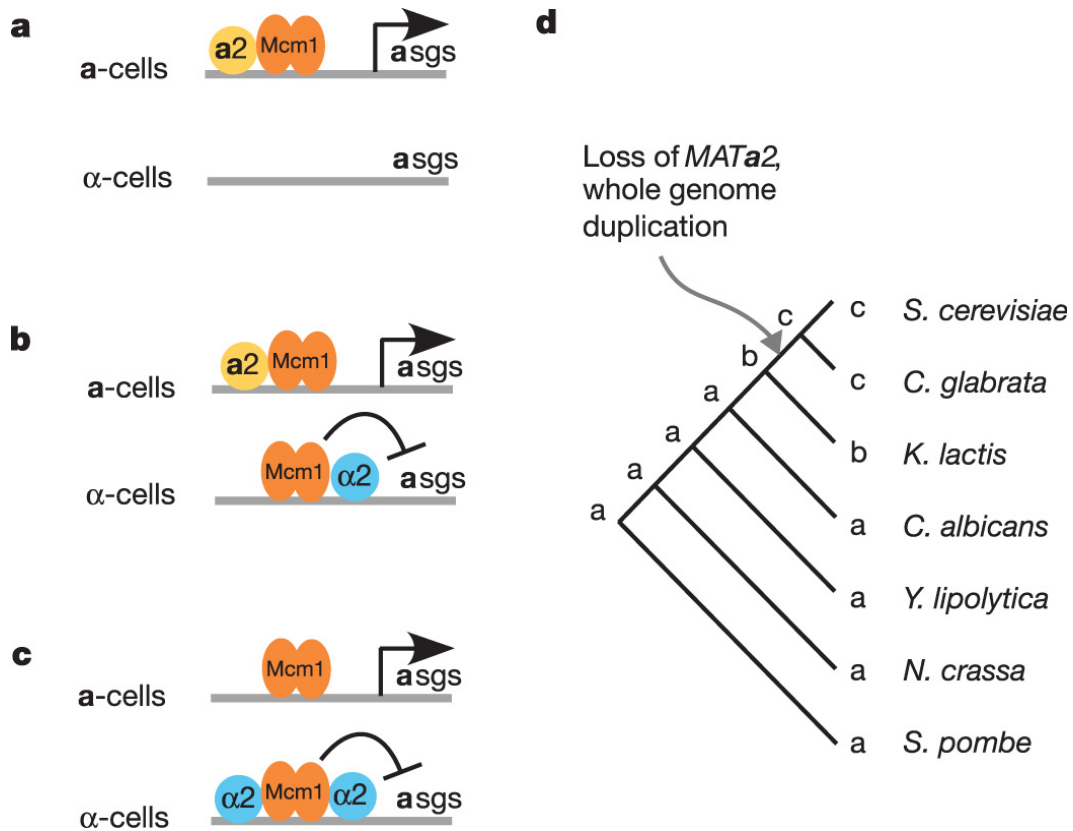 a
a-cells
a2
Mcm1
asgs
α-cells
asgs
b
a-cells
a2
Mcm1
asgs
α-cells
Mcm1
α2
asgs
c
a-cells
Mcm1
asgs
α-cells
α2
Mcm1
α2
asgs
d
Loss of MATa2,
whole genome
duplication
c
b
a
a
a
a
c S. cerevisiae
c C. glabrata
b K. lactis
a C. albicans
a Y. lipolytica
a N. crassa
a S. pombe